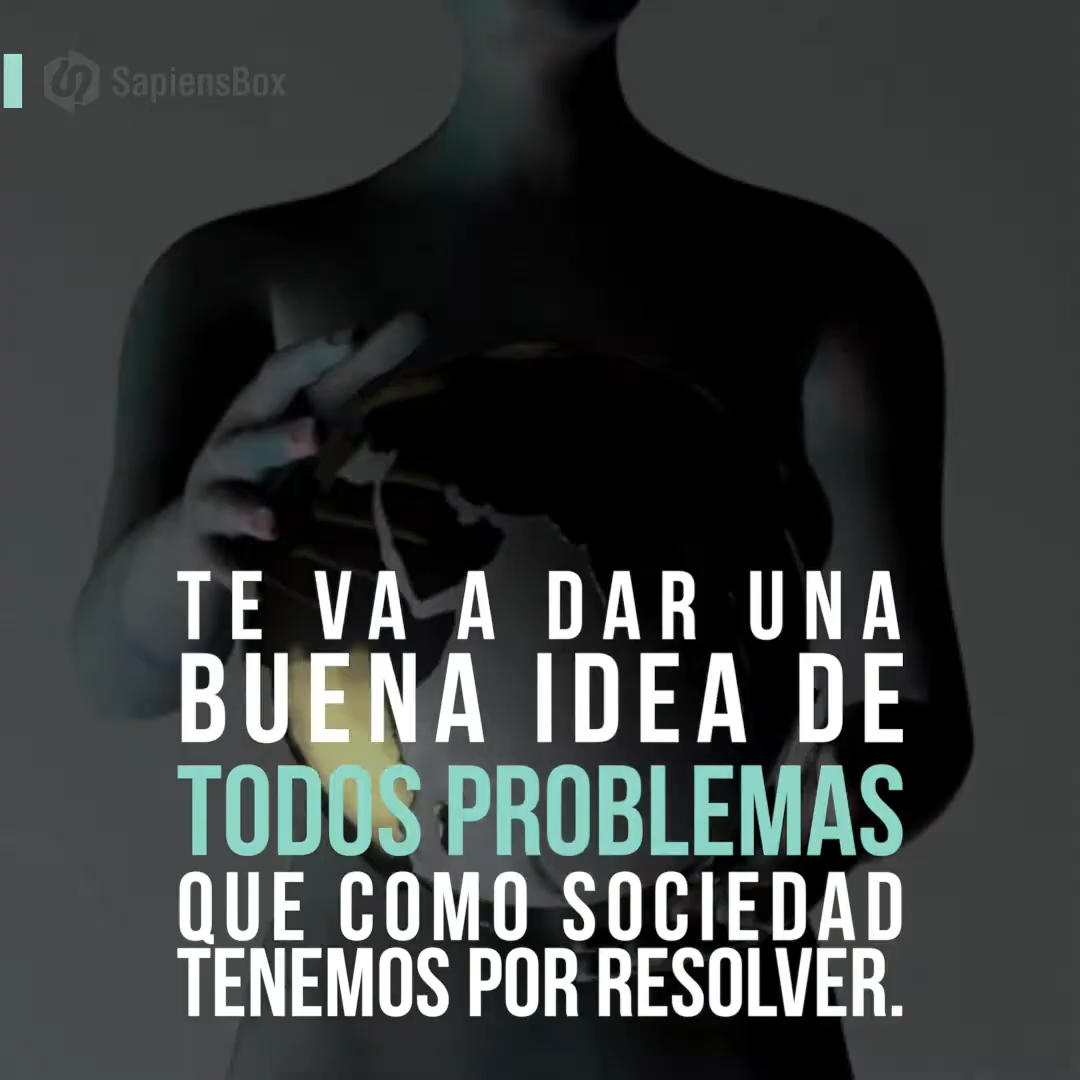 SapiensBox
TE VA A DAR UNA
BUENA IDEA DE
TODOS PROBLEMAS
QUE COMO SOCIEDAD
TENEMOS POR RESOLVER.